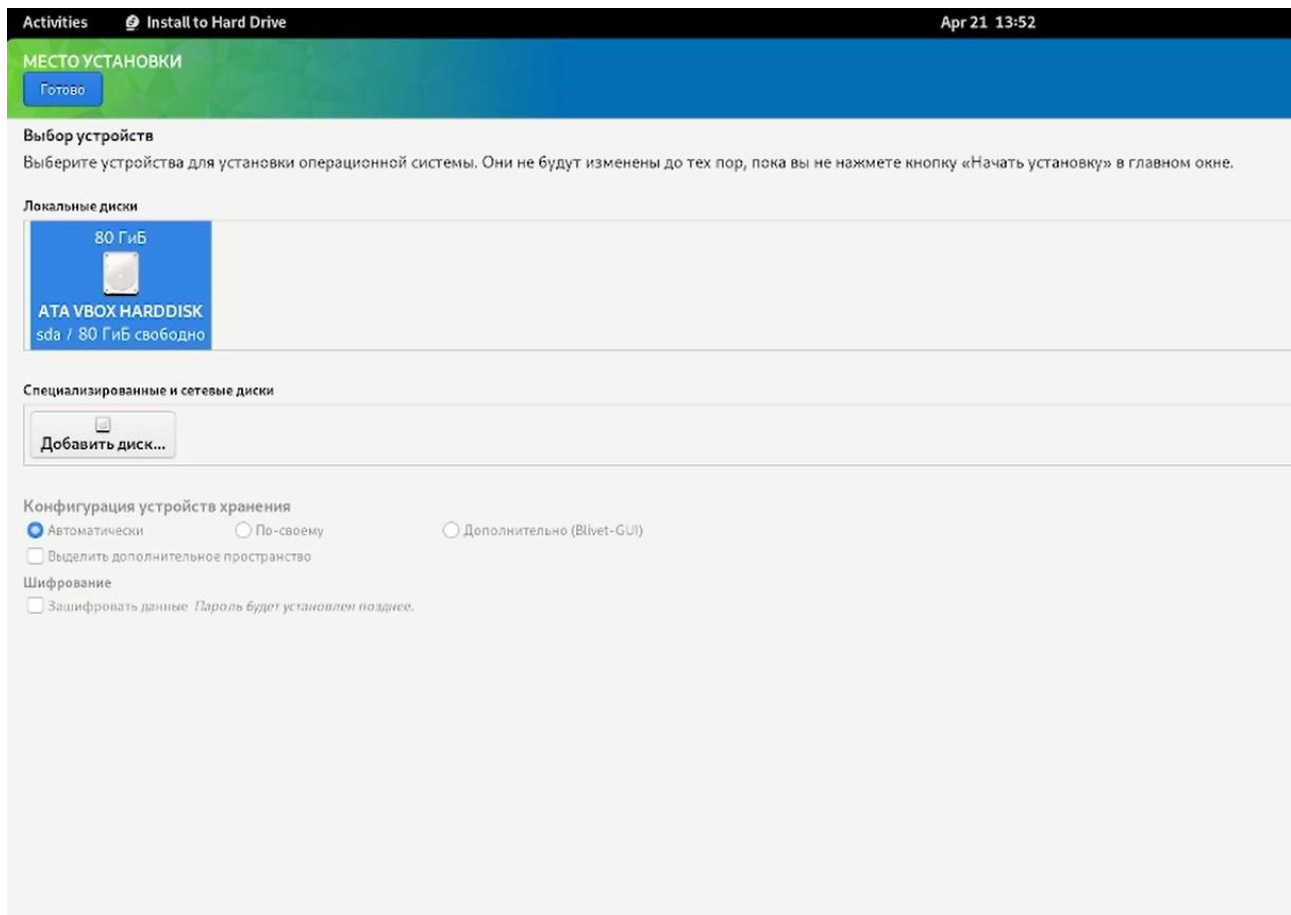 Activities Install to Hard Drive Apr 21 13:52
МЕСТО УСТАНОВКИ
Готово
Выбор устройств
Выберите устройства для установки операционной системы. Они не будут изменены до тех пор, пока вы не нажмете кнопку «Начать установку» в главном окне.
Локальные диски
80 ГиБ
ATA VBOX HARDDISK
sda / 80 ГиБ свободно
Специализированные и сетевые диски
Добавить диск...
Конфигурация устройств хранения
Автоматически По-своему Дополнительно (Blivet-GUI)
Выделить дополнительное пространство
Шифрование
Зашифровать данные Пароль будет установлен позднее.